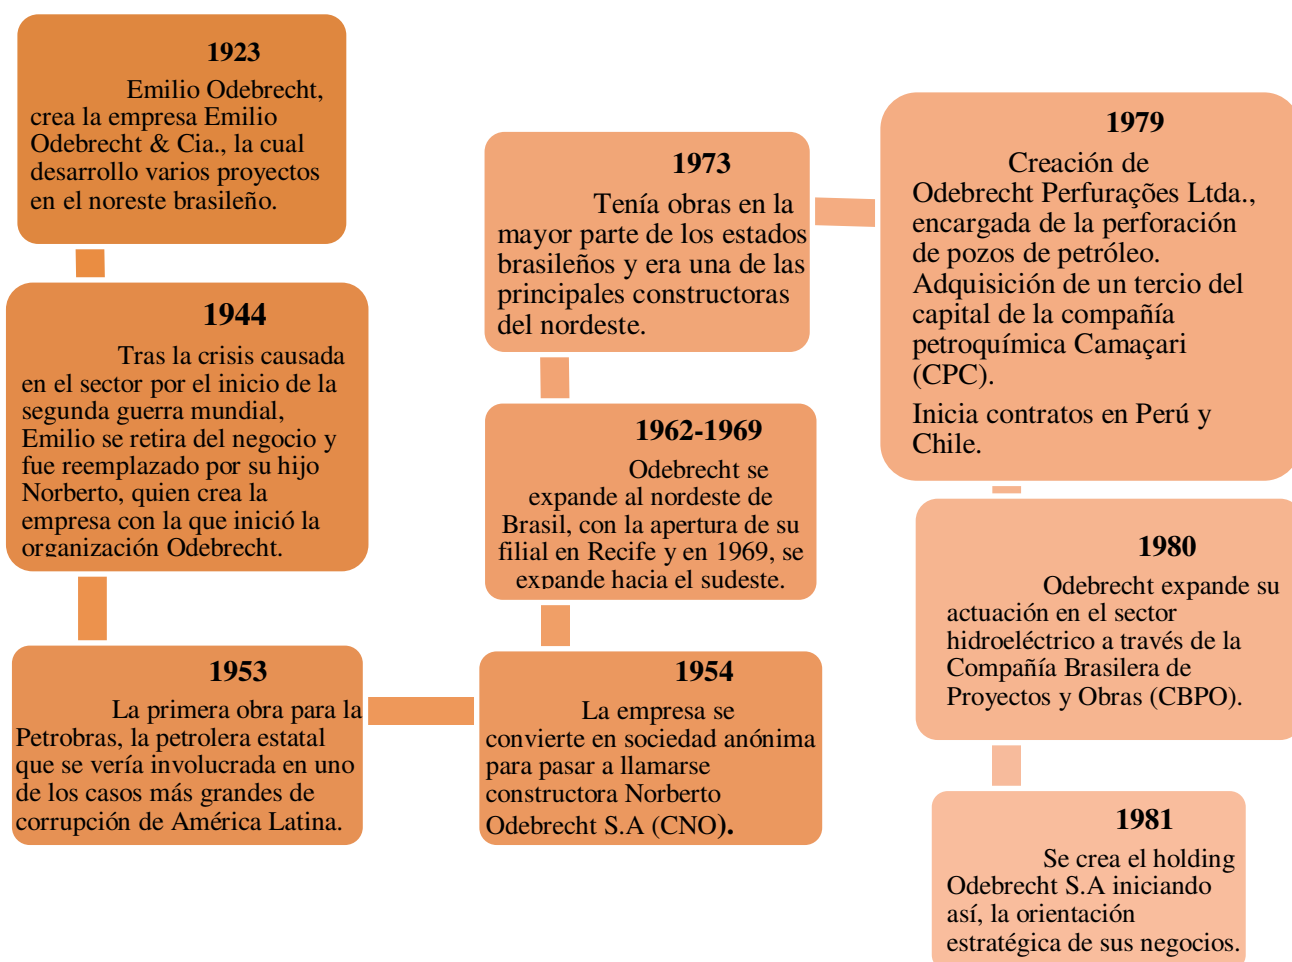 1923
Emilio Odebrecht,
crea la empresa Emilio
Odebrecht & Cia., la cual
desarrollo varios proyectos
en el noreste brasileño.
1944
Tras la crisis causada
en el sector por el inicio de la
segunda guerra mundial,
Emilio se retira del negocio y
fue reemplazado por su hijo
Norberto, quien crea la
empresa con la que inició la
organización Odebrecht.
1953
La primera obra para la
Petrobras, la petrolera estatal
que se vería involucrada en uno
de los casos más grandes de
corrupción de América Latina.
1954
La empresa se
convierte en sociedad anónima
para pasar a llamarse
constructora Norberto
Odebrecht S.A (CNO).
1962-1969
Odebrecht se
expande al nordeste de
Brasil, con la apertura de su
filial en Recife y en 1969, se
expande hacia el sudeste.
1973
Tenía obras en la
mayor parte de los estados
brasileños y era una de las
principales constructoras
del nordeste.
1979
Creación de
Odebrecht Perfurações Ltda.,
encargada de la perforación
de pozos de petróleo.
Adquisición de un tercio del
capital de la compañía
petroquímica Camaçari
(CPC).
Inicia contratos en Perú y
Chile.
1980
Odebrecht expande su
actuación en el sector
hidroeléctrico a través de la
Compañía Brasilera de
Proyectos y Obras (CBPO).
1981
Se crea el holding
Odebrecht S.A iniciando
así, la orientación
estratégica de sus negocios.